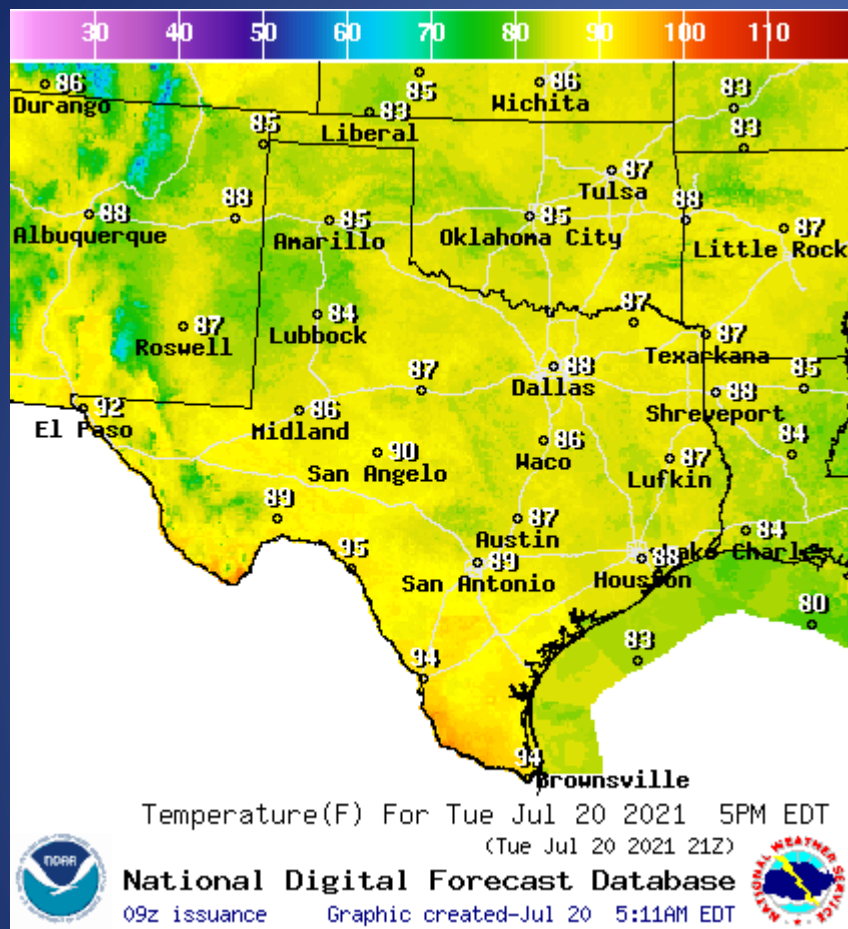 30 40 50 60 70 80 90 100 110
86
Durango
85
86
Wichita
83
Liberal
83
83
85
87
Tulsa
88
Albuquerque
88
85
Amarillo
85
Oklahoma City
88
87
Little Rock
87
Roswell
84
Lubbock
87
87
Texarkana
92
El Paso
86
Midland
87
88
Dallas
88
Shreveport
85
90
San Angelo
86
Waco
87
Lufkin
84
89
87
Austin
84
Lake Charles
95
89
San Antonio
88
Houston
80
94
83
94
Brownsville
Temperature(F) For Tue Jul 20 2021 5PM EDT
(Tue Jul 20 2021 21Z)
National Digital Forecast Database
09z issuance Graphic created-Jul 20 5:11AM EDT
NOAA
NATIONAL WEATHER SERVICE